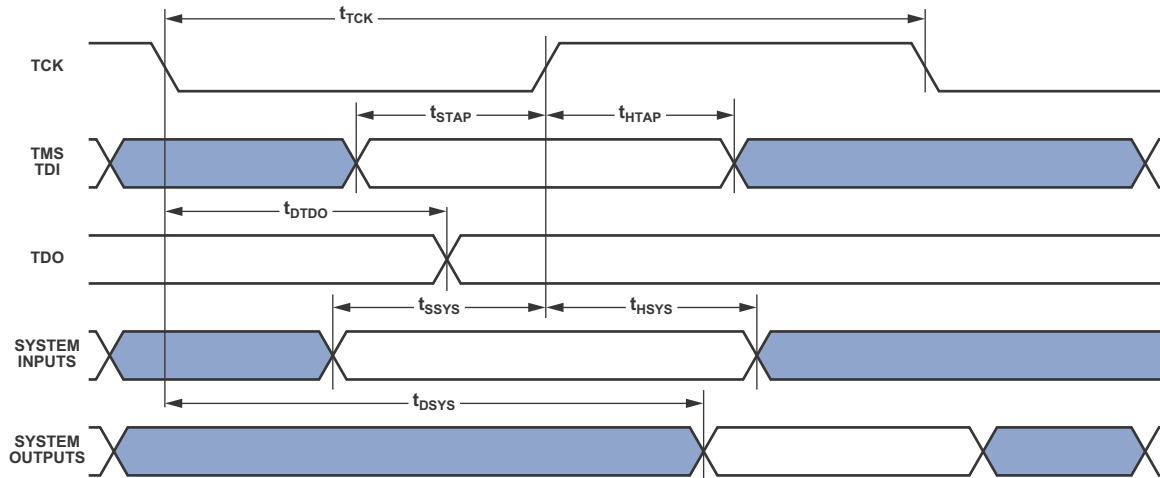 tTCK
TCK
tSTAP
tHTAP
TMS
TDI
tDTDO
TDO
tSSYS
tHSYS
SYSTEM
INPUTS
tDSYS
SYSTEM
OUTPUTS